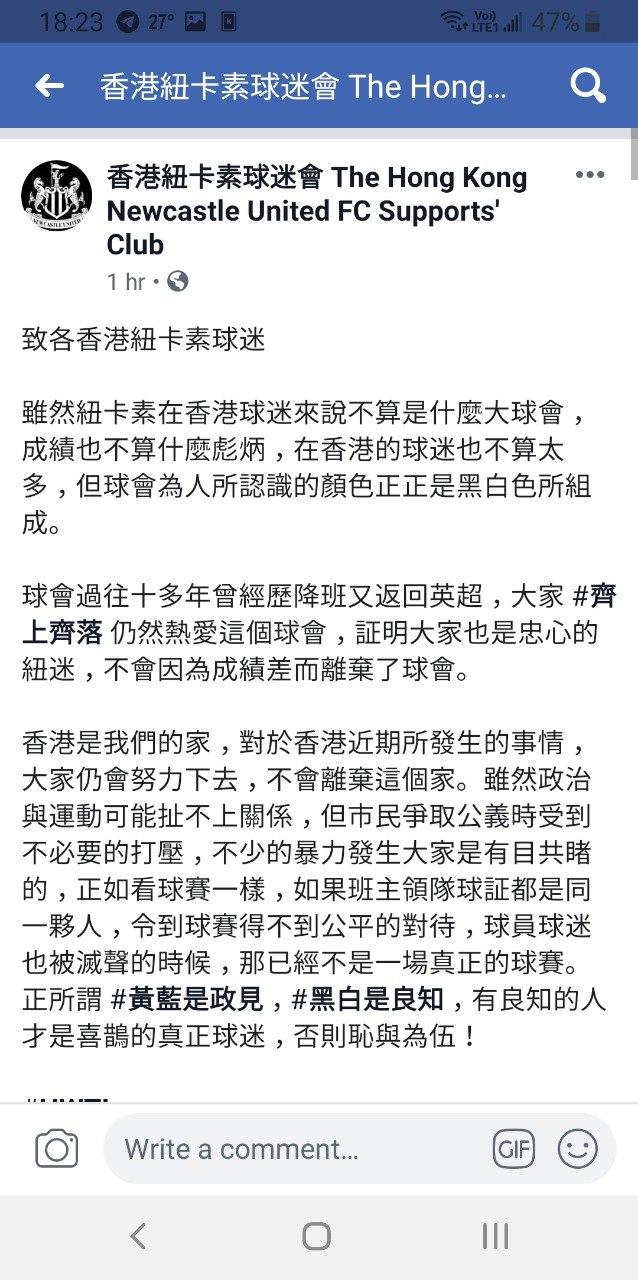 18:23 27° Vo)) LTE1 47%
香港紐卡素球迷會 The Hong...
香港紐卡素球迷會 The Hong Kong
Newcastle United FC Supports'
Club
1 hr •
致各香港紐卡素球迷
雖然紐卡素在香港球迷來說不算是什麼大球會，
成績也不算什麼彪炳，在香港的球迷也不算太
多，但球會為人所認識的顏色正正是黑白色所組
成。
球會過往十多年曾經歷降班又返回英超，大家 #齊
上齊落 仍然熱愛這個球會，証明大家也是忠心的
紐迷，不會因為成績差而離棄了球會。
香港是我們的家，對於香港近期所發生的事情，
大家仍會努力下去，不會離棄這個家。雖然政治
與運動可能扯不上關係，但市民爭取公義時受到
不必要的打壓，不少的暴力發生大家是有目共睹
的，正如看球賽一樣，如果班主領隊球証都是同
一夥人，令到球賽得不到公平的對待，球員球迷
也被滅聲的時候，那已經不是一場真正的球賽。
正所謂 #黃藍是政見，#黑白是良知，有良知的人
才是喜鵲的真正球迷，否則恥與為伍！
Write a comment...
GIF